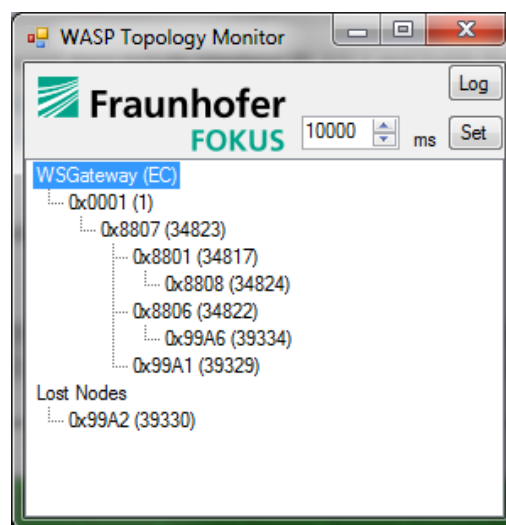 WASP Topology Monitor
Log
Fraunhofer
FOKUS
10000 ms Set
WSGateway (EC)
0x0001 (1)
0x8807 (34823)
0x8801 (34817)
0x8808 (34824)
0x8806 (34822)
0x99A6 (39334)
0x99A1 (39329)
Lost Nodes
0x99A2 (39330)